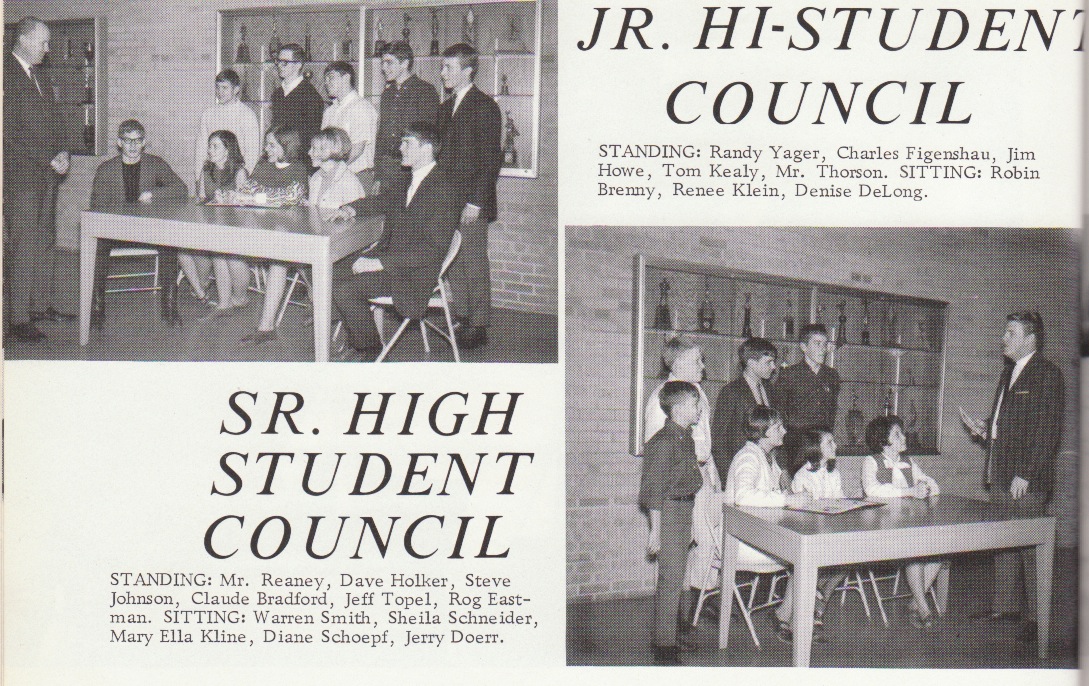 JR. HI-STUDENT
COUNCIL
STANDING: Randy Yager, Charles Figenshau, Jim
Howe, Tom Kealy, Mr. Thorson. SITTING: Robin
Brenny, Renee Klein, Denise DeLong.
SR. HIGH
STUDENT
COUNCIL
STANDING: Mr. Reaney, Dave Holker, Steve
Johnson, Claude Bradford, Jeff Topel, Rog East-
man. SITTING: Warren Smith, Sheila Schneider,
Mary Ella Kline, Diane Schoepf, Jerry Doerr.